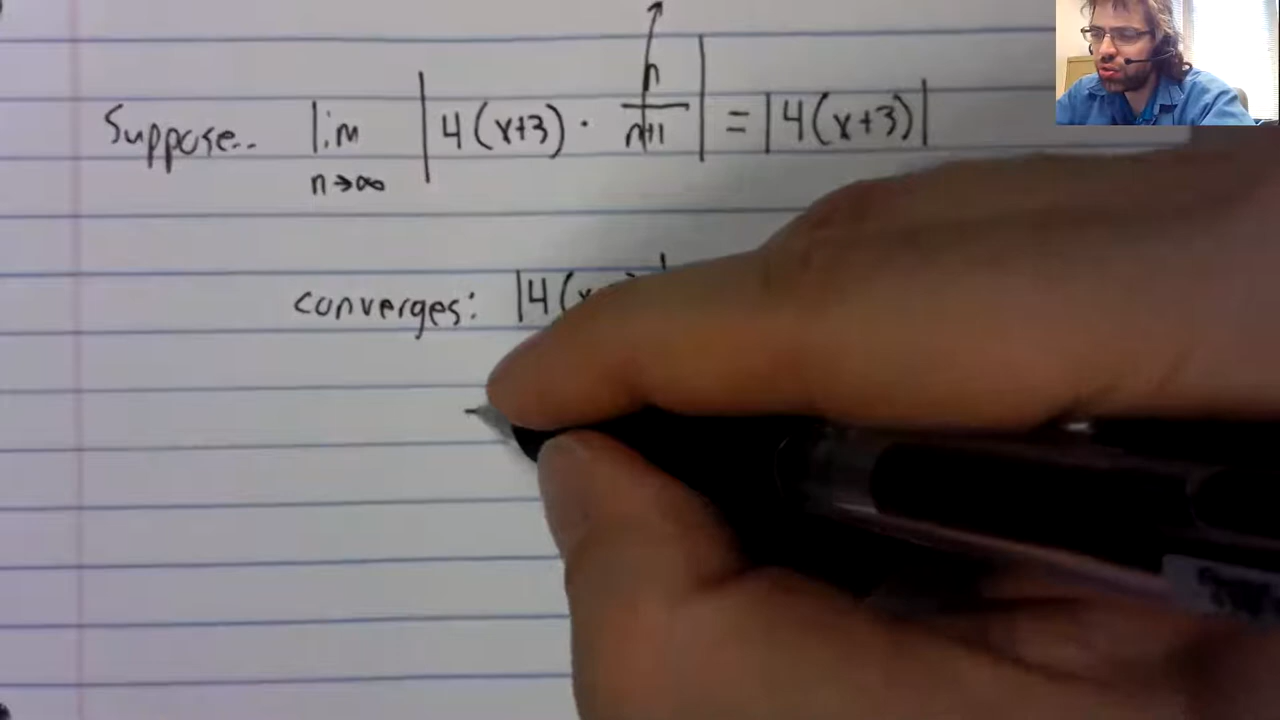 Suppose.. lim n→∞ | 4(x+3) · n/n+1 | = |4(x+3)|
converges: |4(x